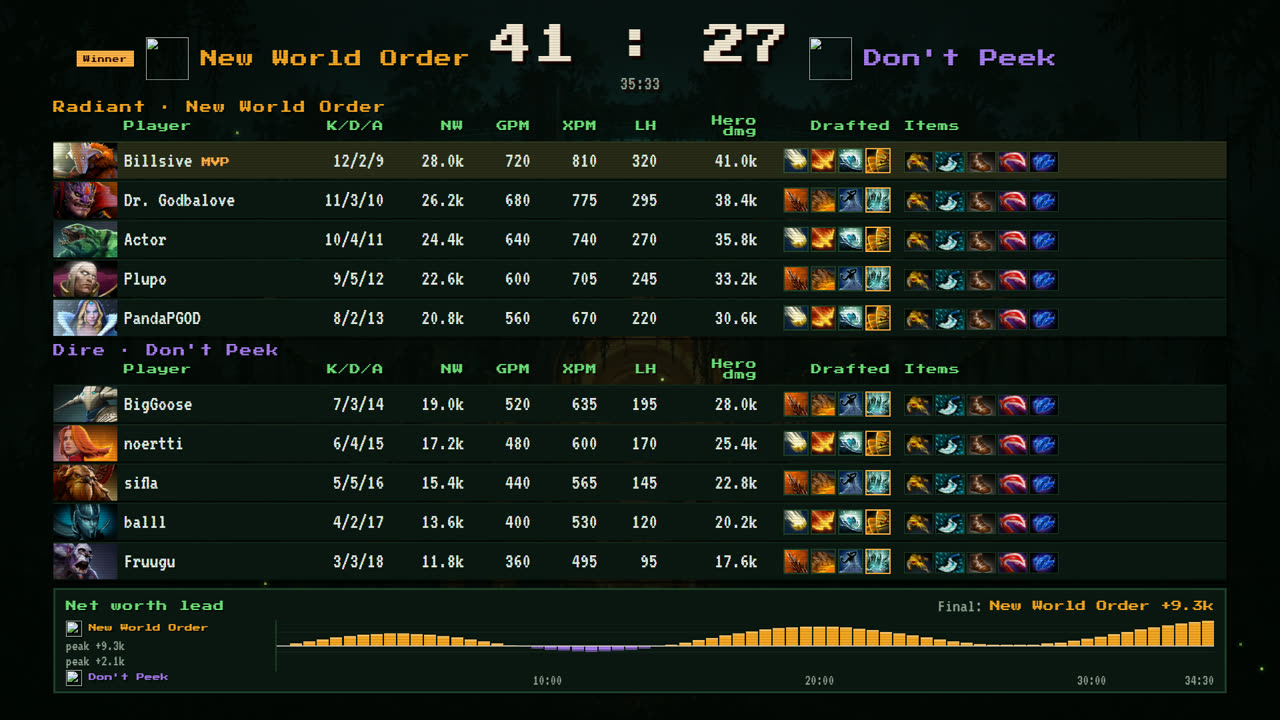 Winner New World Order 41 : 27 Don't Peek
35:33
Radiant · New World Order
Player K/D/A NW GPM XPM LH Hero dmg Drafted Items
Billsive MVP 12/2/9 28.0k 720 810 320 41.0k
Dr. Godbalove 11/3/10 26.2k 680 775 295 38.4k
Actor 10/4/11 24.4k 640 740 270 35.8k
Plupo 9/5/12 22.6k 600 705 245 33.2k
PandaPGOD 8/2/13 20.8k 560 670 220 30.6k
Dire · Don't Peek
Player K/D/A NW GPM XPM LH Hero dmg Drafted Items
BigGoose 7/3/14 19.0k 520 635 195 28.0k
noertti 6/4/15 17.2k 480 600 170 25.4k
sifla 5/5/16 15.4k 440 565 145 22.8k
balll 4/2/17 13.6k 400 530 120 20.2k
Fruugu 3/3/18 11.8k 360 495 95 17.6k
Net worth lead Final: New World Order +9.3k
New World Order
peak +9.3k
peak +2.1k
Don't Peek
10:00 20:00 30:00 34:30